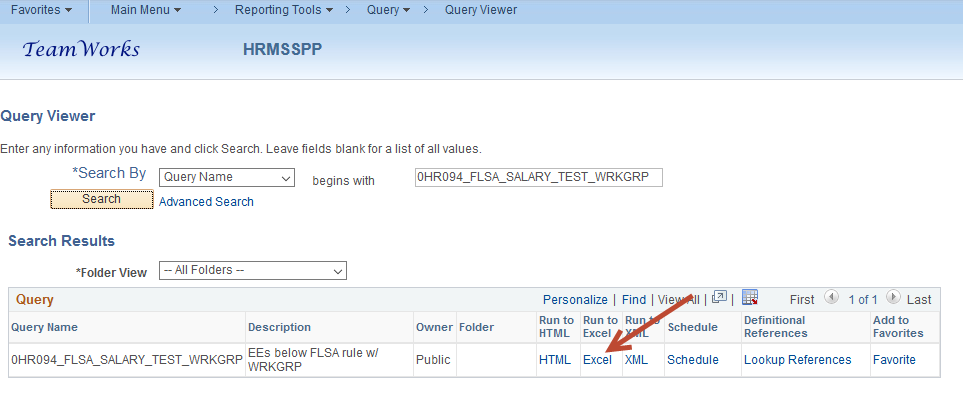 Favorites Main Menu > Reporting Tools > Query > Query Viewer
TeamWorks HRMSSPP
Query Viewer
Enter any information you have and click Search. Leave fields blank for a list of all values.
*Search By Query Name begins with 0HR094_FLSA_SALARY_TEST_WRKGRP
Search Advanced Search
Search Results
*Folder View -- All Folders --
Query Personalize | Find | View All | | First 1 of 1 Last
Query Name Description Owner Folder Run to HTML Run to Excel Run to XML Schedule Definitional References Add to Favorites
0HR094_FLSA_SALARY_TEST_WRKGRP EEs below FLSA rule w/ WRKGRP Public HTML Excel XML Schedule Lookup References Favorite